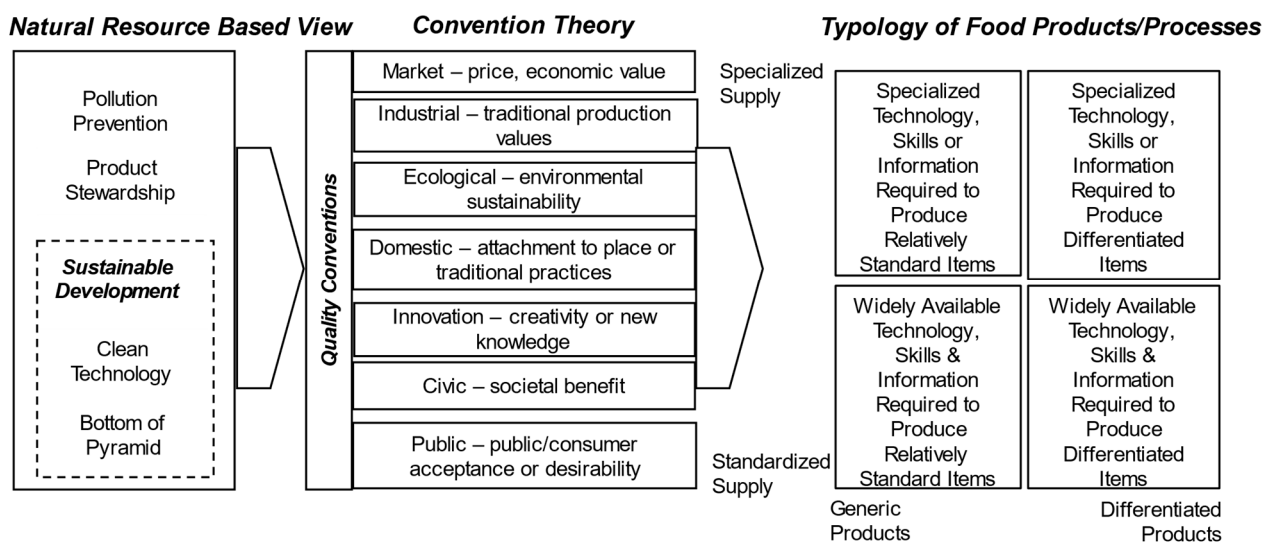 Natural Resource Based View
Convention Theory
Typology of Food Products/Processes
Pollution
Prevention
Product
Stewardship
Sustainable
Development
Clean
Technology
Bottom of
Pyramid
Quality Conventions
Market – price, economic value
Industrial – traditional production
values
Ecological – environmental
sustainability
Domestic – attachment to place or
traditional practices
Innovation – creativity or new
knowledge
Civic – societal benefit
Public – public/consumer
acceptance or desirability
Specialized
Supply
Standardized
Supply
Specialized
Technology,
Skills or
Information
Required to
Produce
Relatively
Standard Items
Specialized
Technology,
Skills or
Information
Required to
Produce
Differentiated
Items
Widely Available
Technology,
Skills &
Information
Required to
Produce
Relatively
Standard Items
Widely Available
Technology,
Skills &
Information
Required to
Produce
Differentiated
Items
Generic
Products
Differentiated
Products